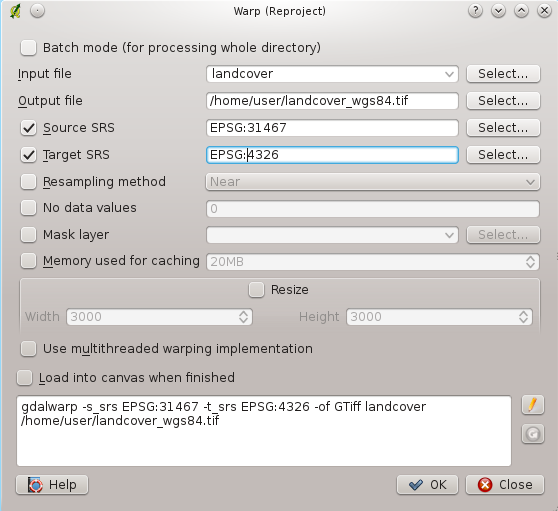 Warp (Reproject)
Batch mode (for processing whole directory)
Input file landcover Select...
Output file /home/user/landcover_wgs84.tif Select...
Source SRS EPSG:31467 Select...
Target SRS EPSG:4326 Select...
Resampling method Near
No data values 0
Mask layer Select...
Memory used for caching 20MB
Resize
Width 3000 Height 3000
Use multithreaded warping implementation
Load into canvas when finished
gdalwarp -s_srs EPSG:31467 -t_srs EPSG:4326 -of GTiff landcover
/home/user/landcover_wgs84.tif
Help OK Close